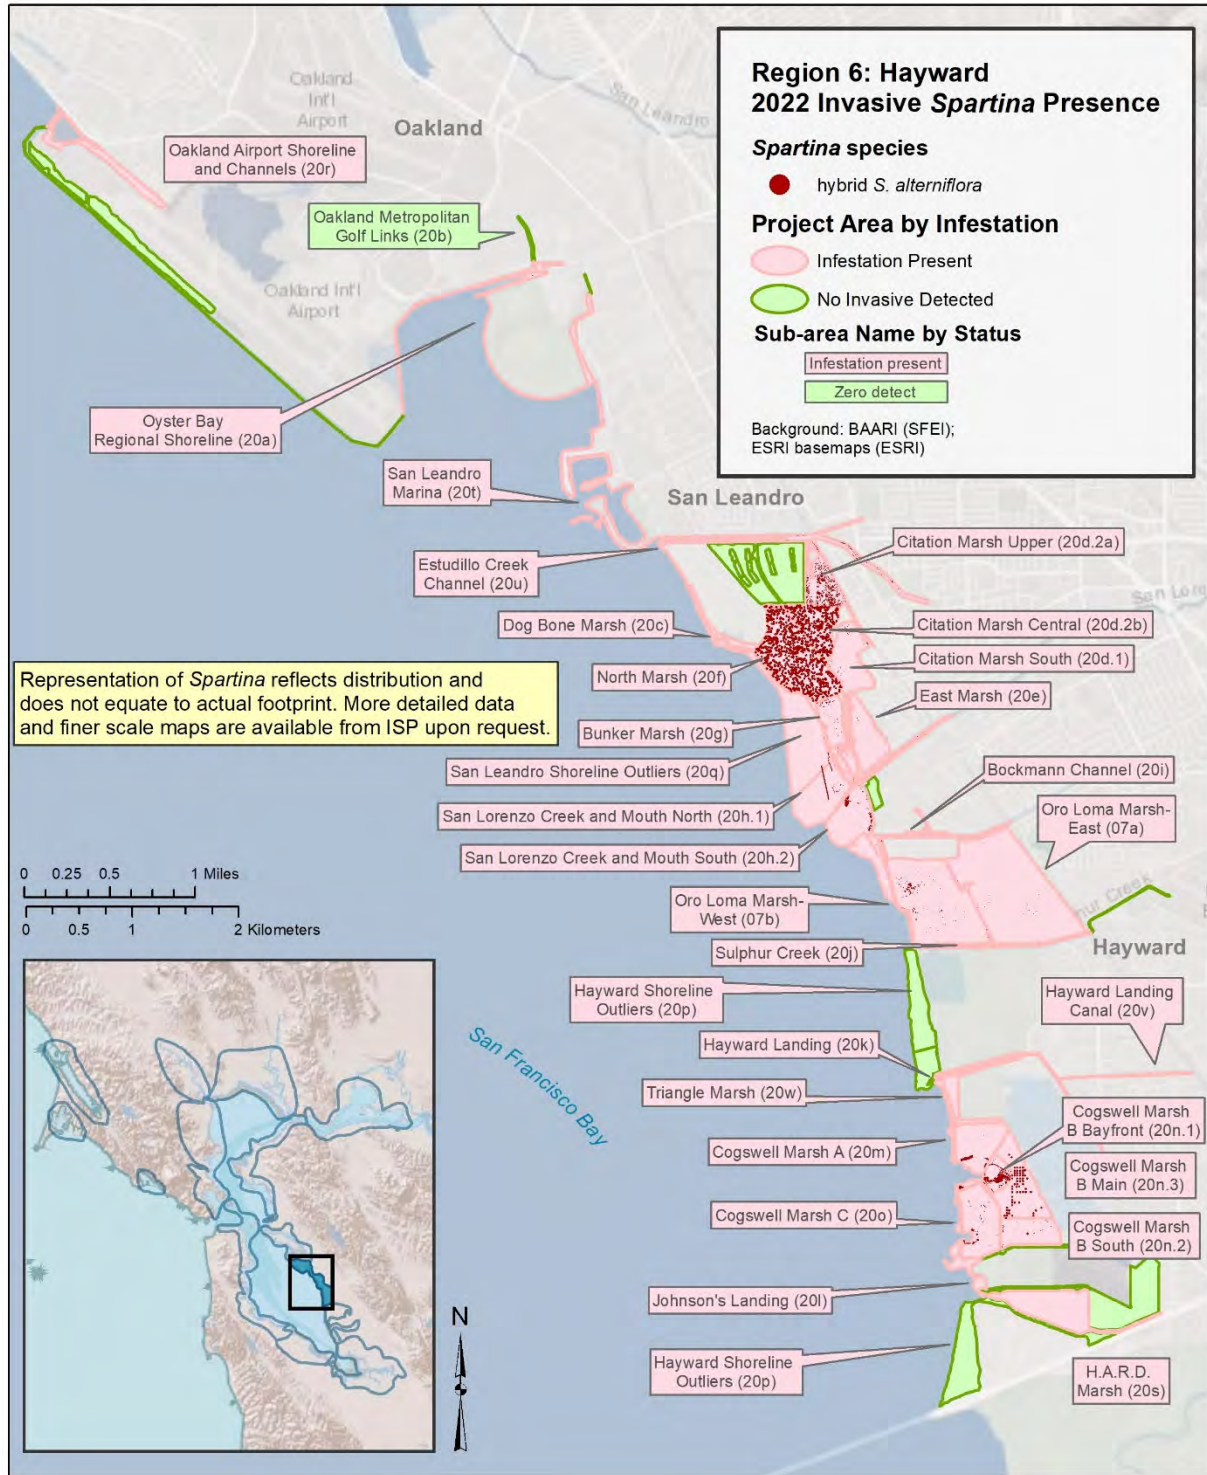 Region 6: Hayward
2022 Invasive Spartina Presence
Spartina species
hybrid S. alterniflora
Project Area by Infestation
Infestation Present
No Invasive Detected
Sub-area Name by Status
Infestation present
Zero detect
Background: BAARI (SFEI);
ESRI basemaps (ESRI)
Oakland
Int'l
Airport
Oakland
San Leandro
Oakland Airport Shoreline
and Channels (20r)
Oakland Metropolitan
Golf Links (20b)
Oakland Int'l
Airport
Oyster Bay
Regional Shoreline (20a)
San Leandro
Marina (20t)
San Leandro
Estudillo Creek
Channel (20u)
Citation Marsh Upper (20d.2a)
San Lor
Dog Bone Marsh (20c)
Citation Marsh Central (20d.2b)
North Marsh (20f)
Citation Marsh South (20d.1)
Representation of Spartina reflects distribution and
does not equate to actual footprint. More detailed data
and finer scale maps are available from ISP upon request.
East Marsh (20e)
Bunker Marsh (20g)
San Leandro Shoreline Outliers (20q)
Bockmann Channel (20i)
San Lorenzo Creek and Mouth North (20h.1)
Oro Loma Marsh-
East (07a)
San Lorenzo Creek and Mouth South (20h.2)
0 0.25 0.5 1 Miles
0 0.5 1 2 Kilometers
Oro Loma Marsh-
West (07b)
hur Creek
Sulphur Creek (20j)
Hayward
Hayward Shoreline
Outliers (20p)
Hayward Landing
Canal (20v)
Hayward Landing (20k)
San Francisco Bay
Triangle Marsh (20w)
Cogswell Marsh
B Bayfront (20n.1)
Cogswell Marsh A (20m)
Cogswell Marsh
B Main (20n.3)
Cogswell Marsh C (20o)
Cogswell Marsh
B South (20n.2)
Johnson's Landing (20l)
Hayward Shoreline
Outliers (20p)
H.A.R.D.
Marsh (20s)
N